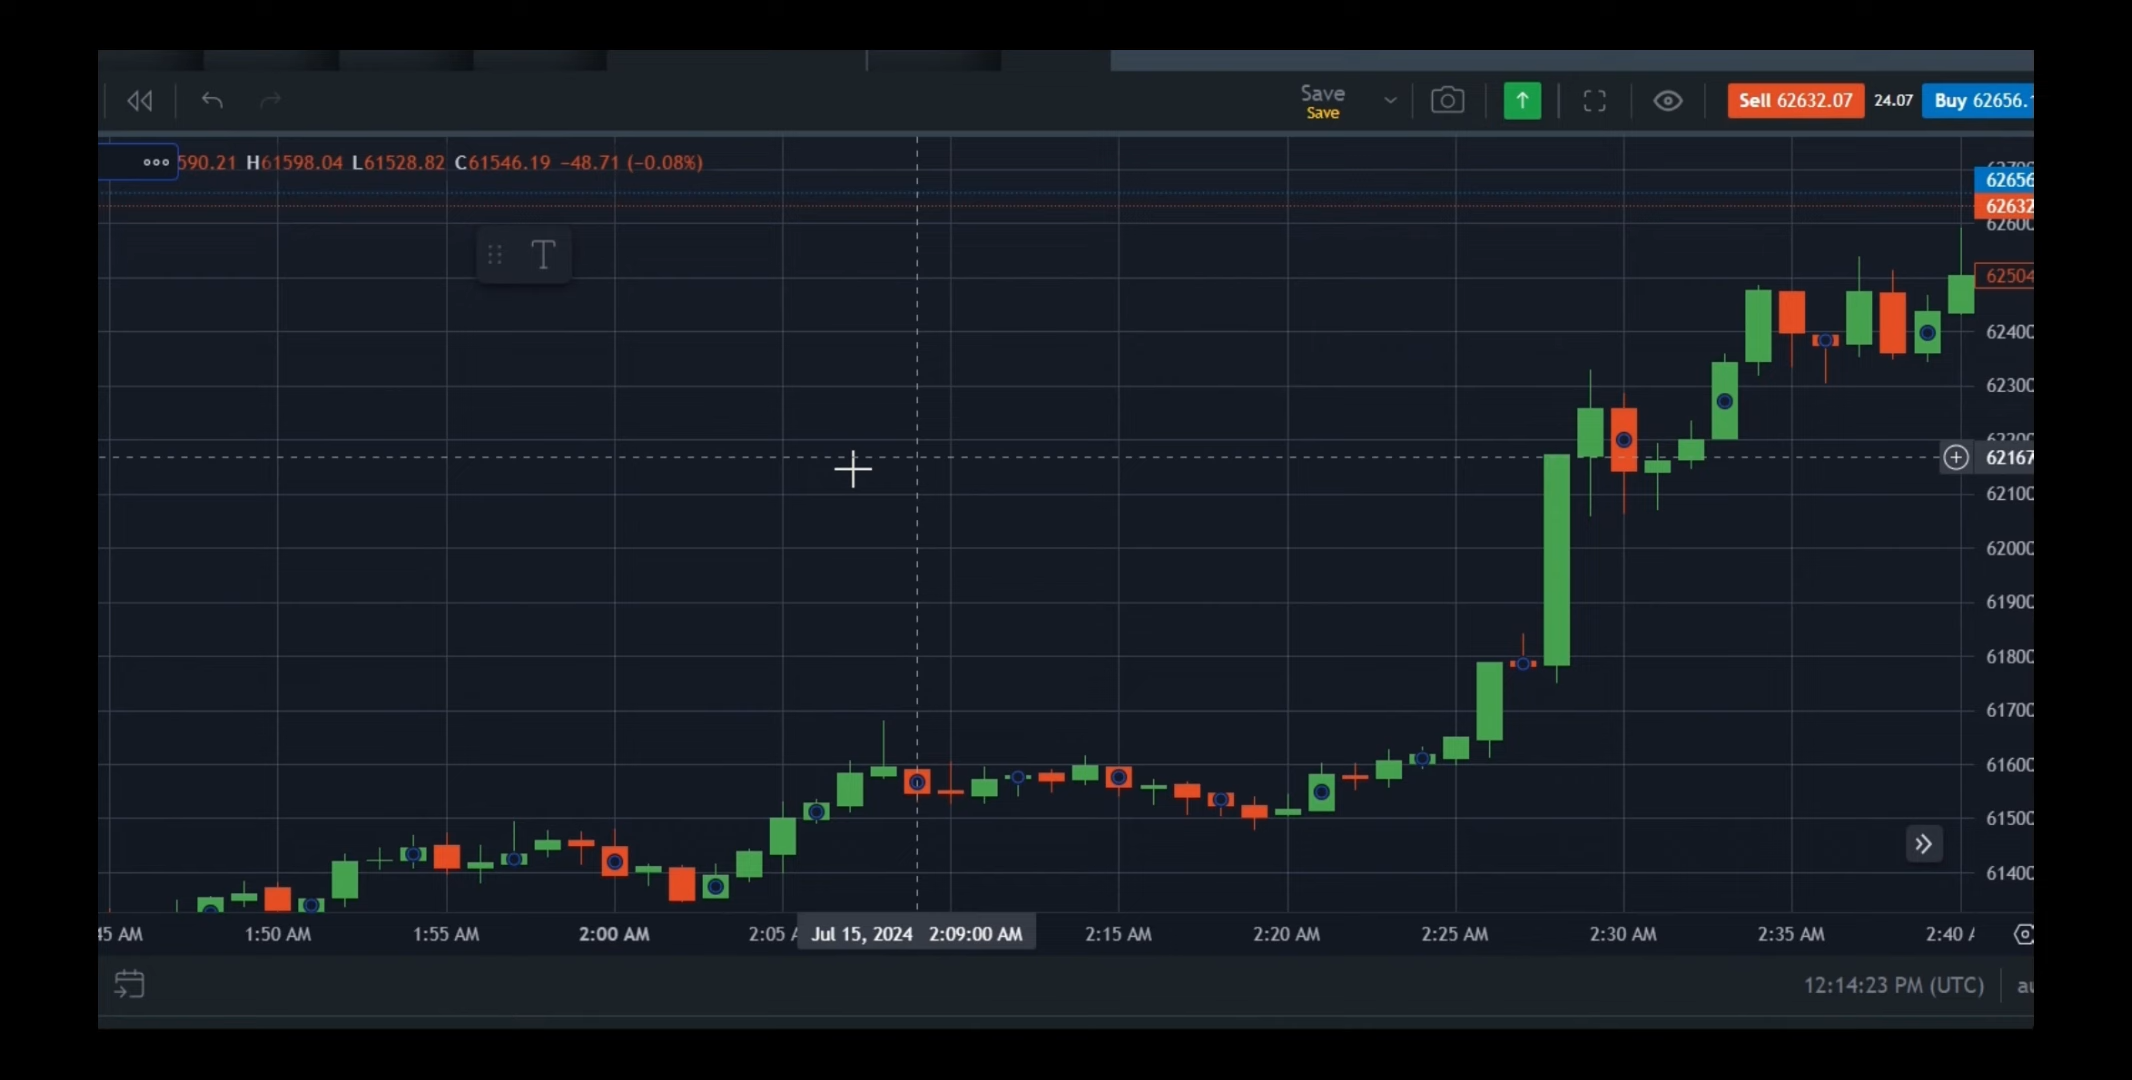 Save
Save
Sell 62632.07 24.07 Buy 62656.
590.21 H61598.04 L61528.82 C61546.19 −48.71 (−0.08%)
62656
62632
62600
T
62504
62400
62300
62200
62167
62100
62000
61900
61800
61700
61600
61500
61400
45 AM 1:50 AM 1:55 AM 2:00 AM 2:05 A Jul 15, 2024 2:09:00 AM 2:15 AM 2:20 AM 2:25 AM 2:30 AM 2:35 AM 2:40 A
12:14:23 PM (UTC) au